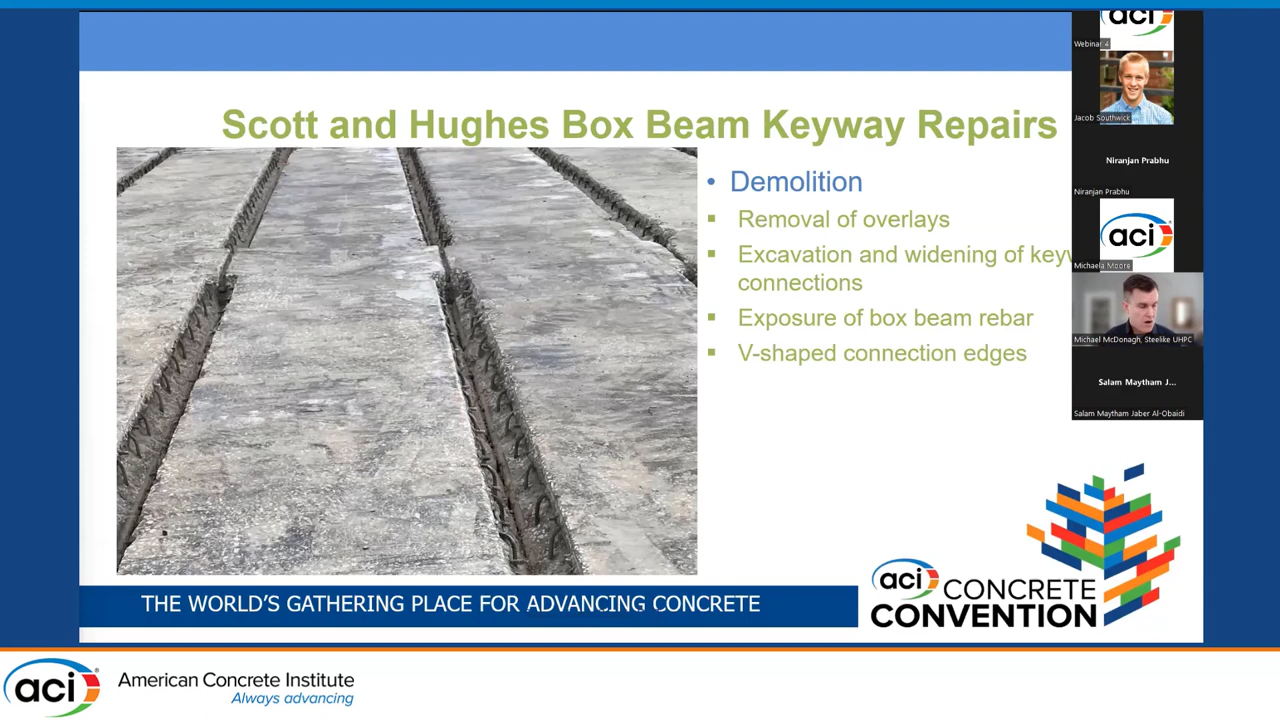 aci
Webinar 4
Jacob Southwick
Scott and Hughes Box Beam Keyway Repairs
Niranjan Prabhu
Niranjan Prabhu
• Demolition
▪ Removal of overlays
▪ Excavation and widening of
connections
▪ Exposure of box beam rebar
▪ V-shaped connection edges
aci
Michaela Moore
Michael McDonagh, Steelike UHPC
Salam Maytham J...
Salam Maytham Jaber Al-Obaidi
THE WORLD'S GATHERING PLACE FOR ADVANCING CONCRETE
aci CONCRETE
CONVENTION
aci®
American Concrete Institute
Always advancing